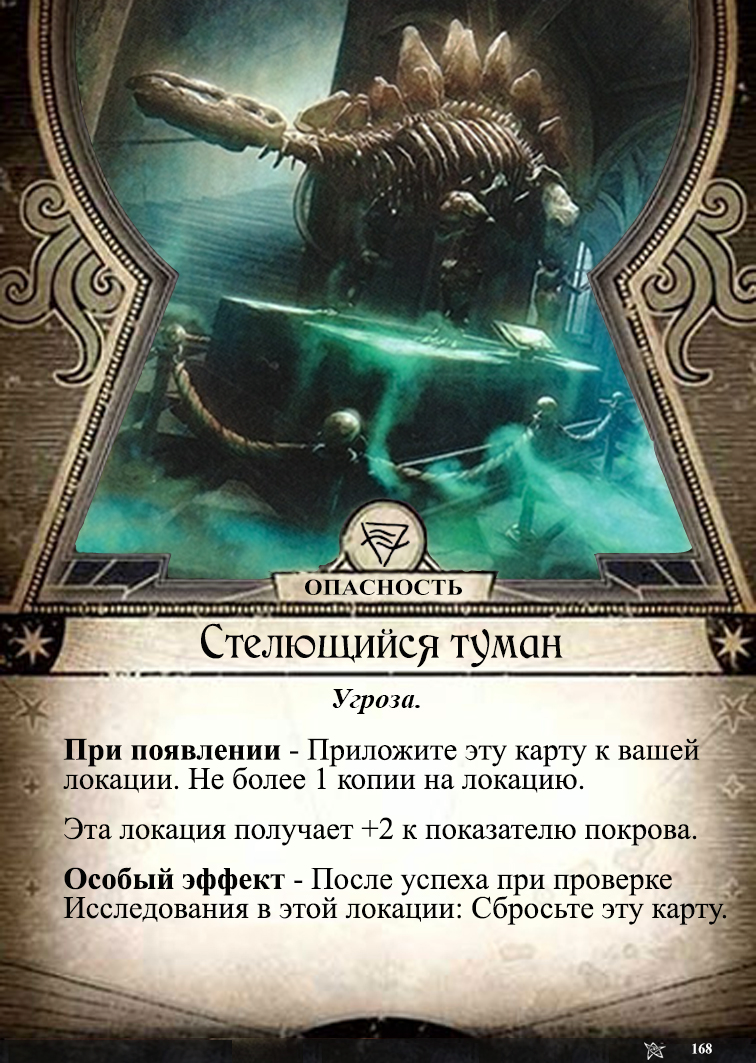 ОПАСНОСТЬ
Стелющийся туман
Угроза.
При появлении - Приложите эту карту к вашей
локации. Не более 1 копии на локацию.
Эта локация получает +2 к показателю покрова.
Особый эффект - После успеха при проверке
Исследования в этой локации: Сбросьте эту карту.
168